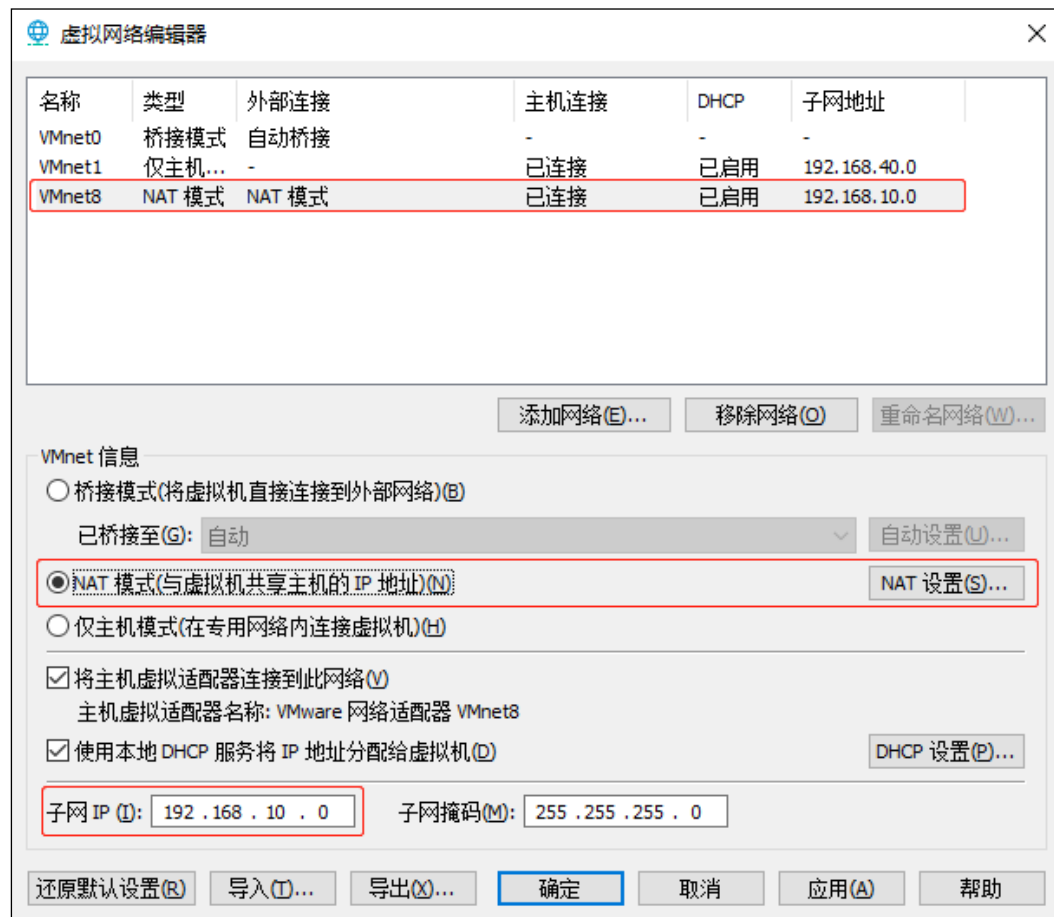 虚拟网络编辑器
名称 类型 外部连接 主机连接 DHCP 子网地址
VMnet0 桥接模式 自动桥接 - - -
VMnet1 仅主机... - 已连接 已启用 192.168.40.0
VMnet8 NAT 模式 NAT 模式 已连接 已启用 192.168.10.0
添加网络(E)... 移除网络(O) 重命名网络(W)...
VMnet 信息
桥接模式(将虚拟机直接连接到外部网络)(B)
已桥接至(G): 自动 自动设置(U)...
NAT 模式(与虚拟机共享主机的 IP 地址)(N) NAT 设置(S)...
仅主机模式(在专用网络内连接虚拟机)(H)
将主机虚拟适配器连接到此网络(V)
主机虚拟适配器名称: VMware 网络适配器 VMnet8
使用本地 DHCP 服务将 IP 地址分配给虚拟机(D) DHCP 设置(P)...
子网 IP (I): 192 . 168 . 10 . 0 子网掩码(M): 255 . 255 . 255 . 0
还原默认设置(R) 导入(T)... 导出(X)... 确定 取消 应用(A) 帮助